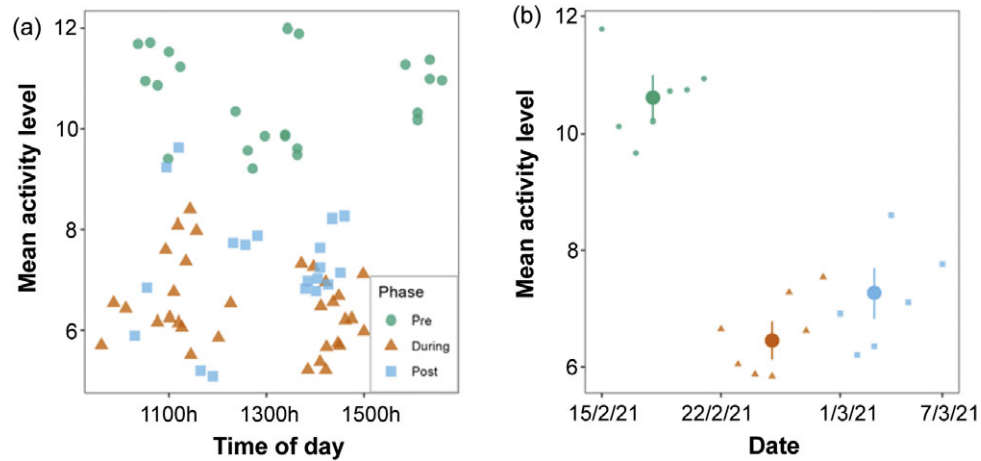 (a)
Mean activity level
12
10
8
6
1100h 1300h 1500h
Time of day
Phase
Pre
During
Post
(b)
Mean activity level
12
10
8
6
15/2/21 22/2/21 1/3/21 7/3/21
Date